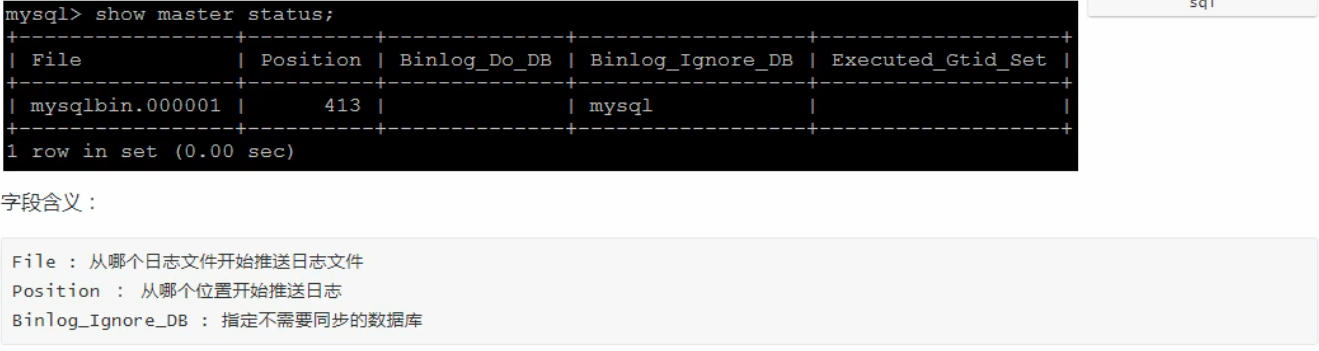 mysql> show master status;
sql
+-----------------+----------+--------------+------------------+-------------------+
| File | Position | Binlog_Do_DB | Binlog_Ignore_DB | Executed_Gtid_Set |
+-----------------+----------+--------------+------------------+-------------------+
| mysqlbin.000001 | 413 | | mysql | |
+-----------------+----------+--------------+------------------+-------------------+
1 row in set (0.00 sec)
字段含义：
File : 从哪个日志文件开始推送日志文件
Position ： 从哪个位置开始推送日志
Binlog_Ignore_DB : 指定不需要同步的数据库